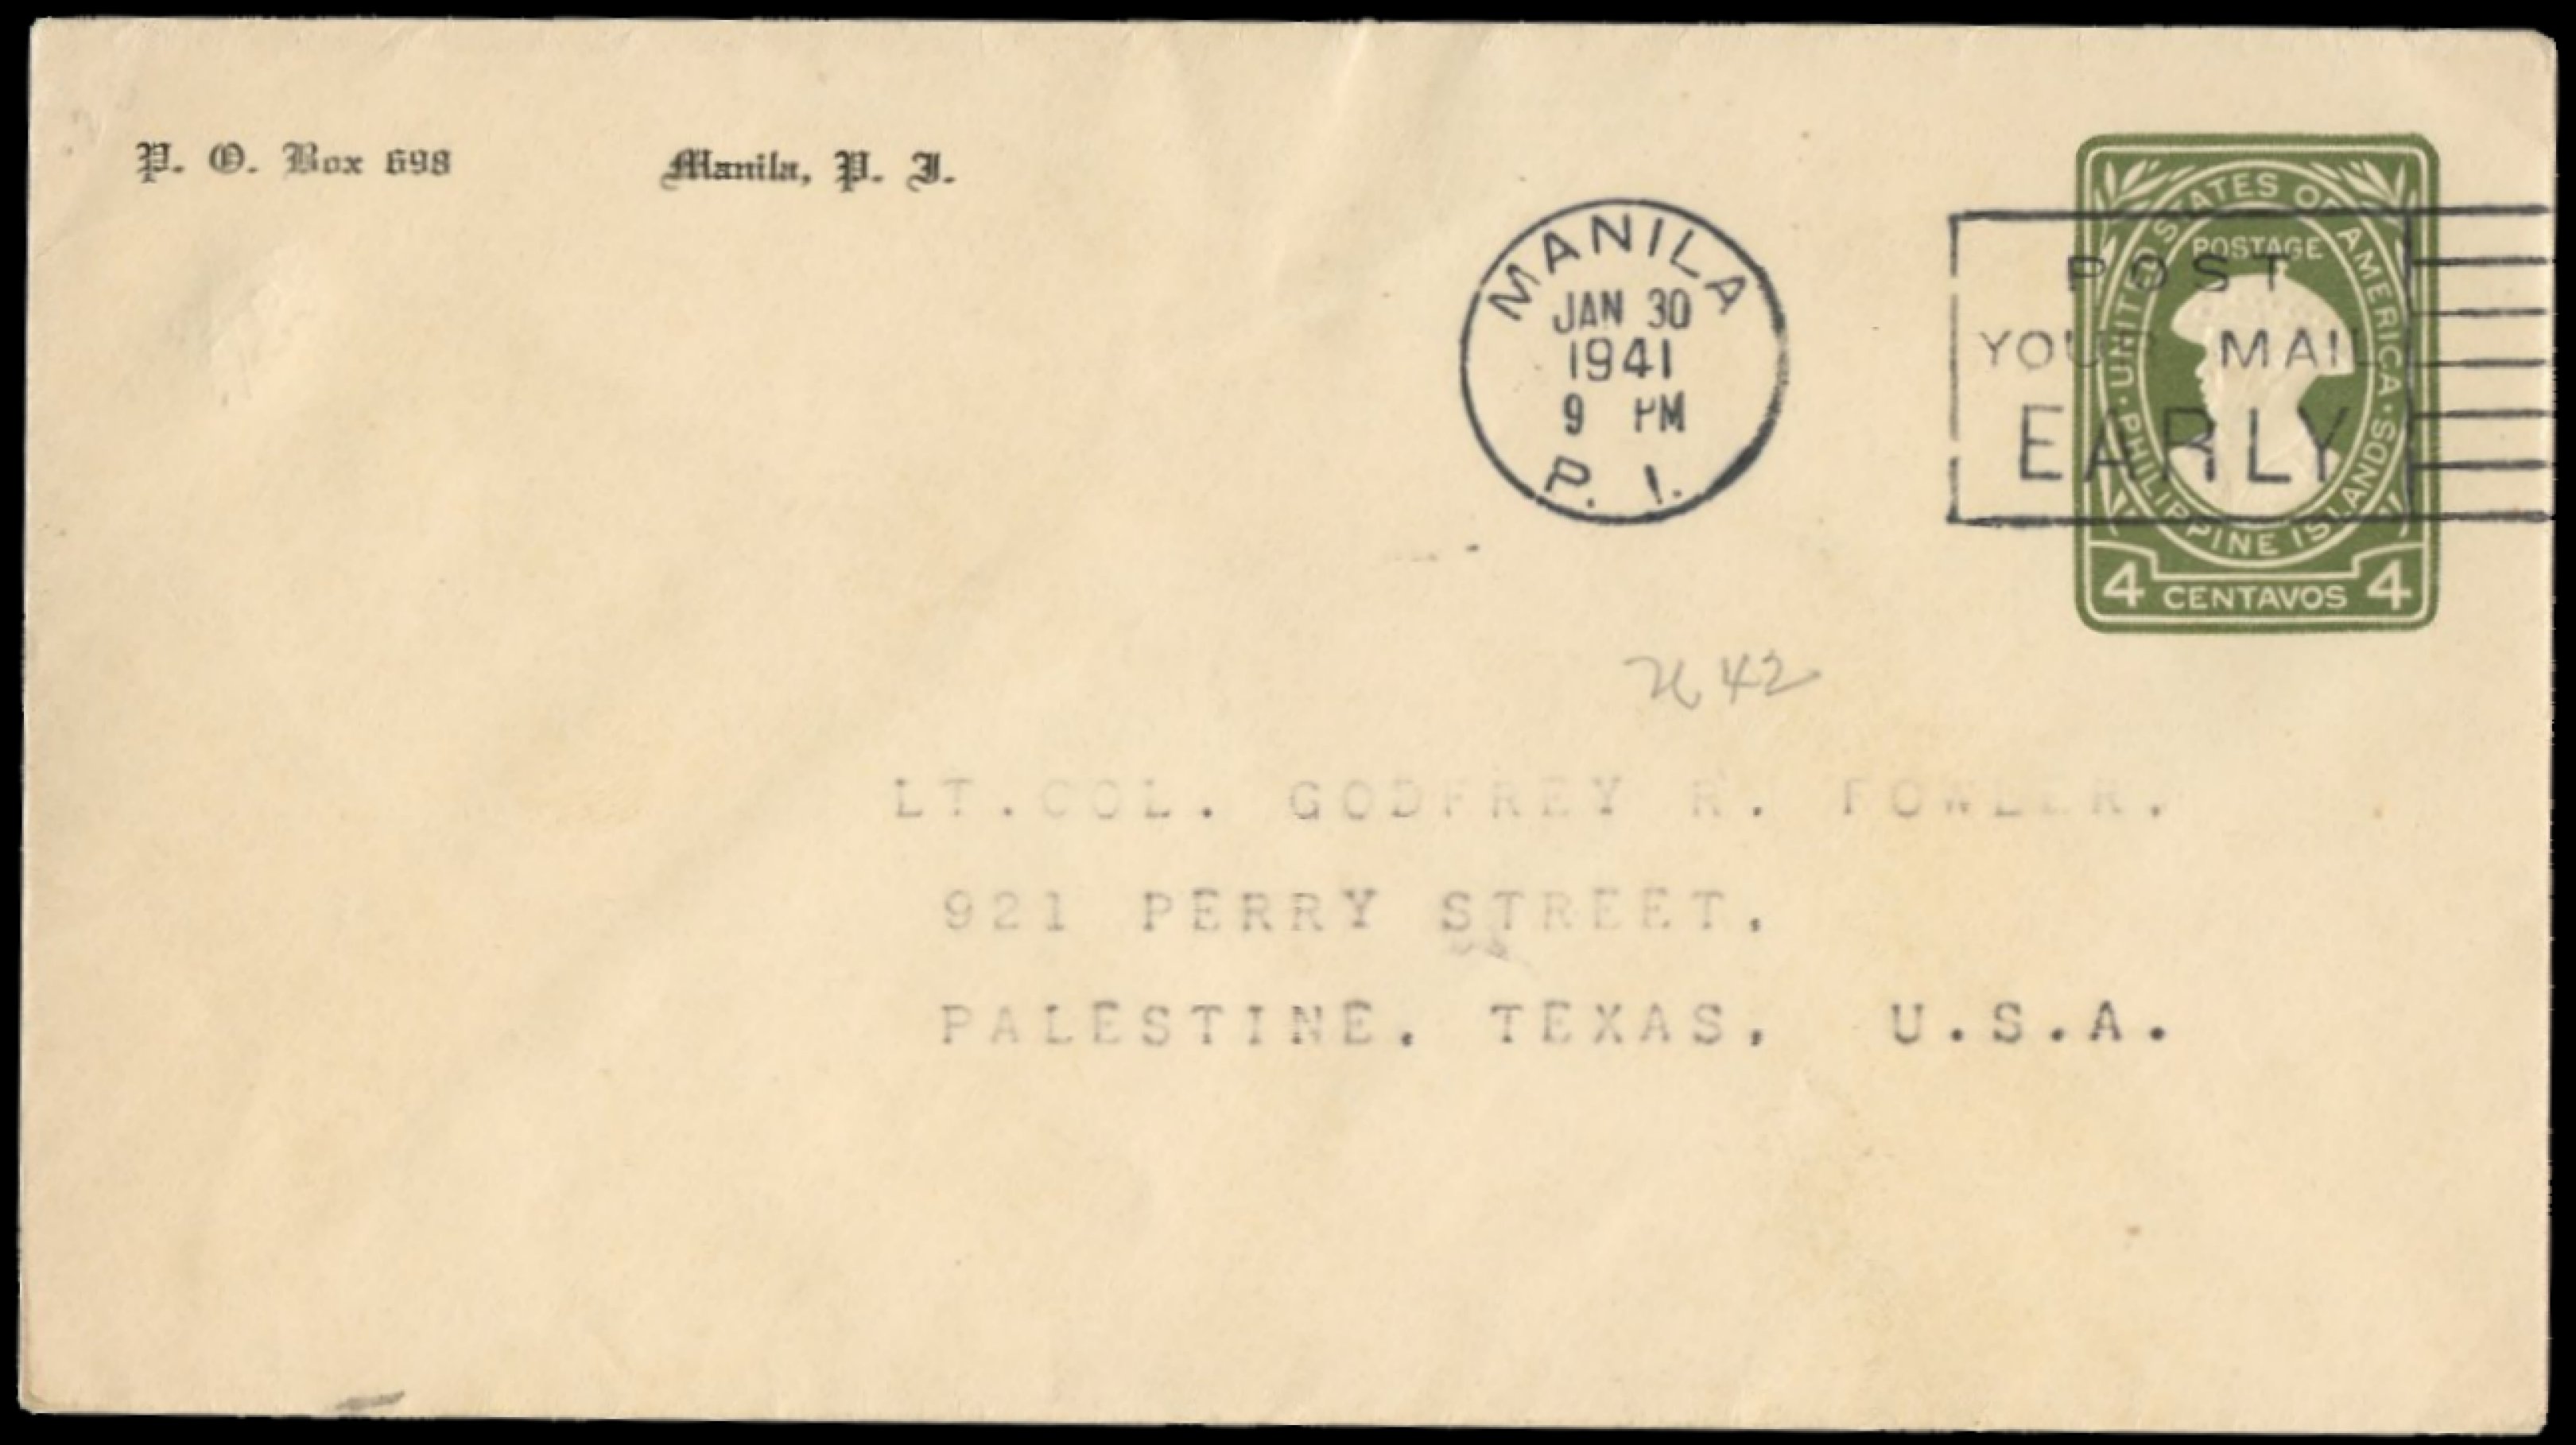 P. O. Box 698 Manila, P. I.
MANILA
JAN 30
1941
9 PM
P. I.
POST
YOUR MAIL
EARLY
UNITED STATES OF AMERICA
POSTAGE
PHILIPPINE ISLANDS
4 CENTAVOS 4
42
LT.COL. GODFREY R. FOWLER.
921 PERRY STREET.
PALESTINE, TEXAS, U.S.A.